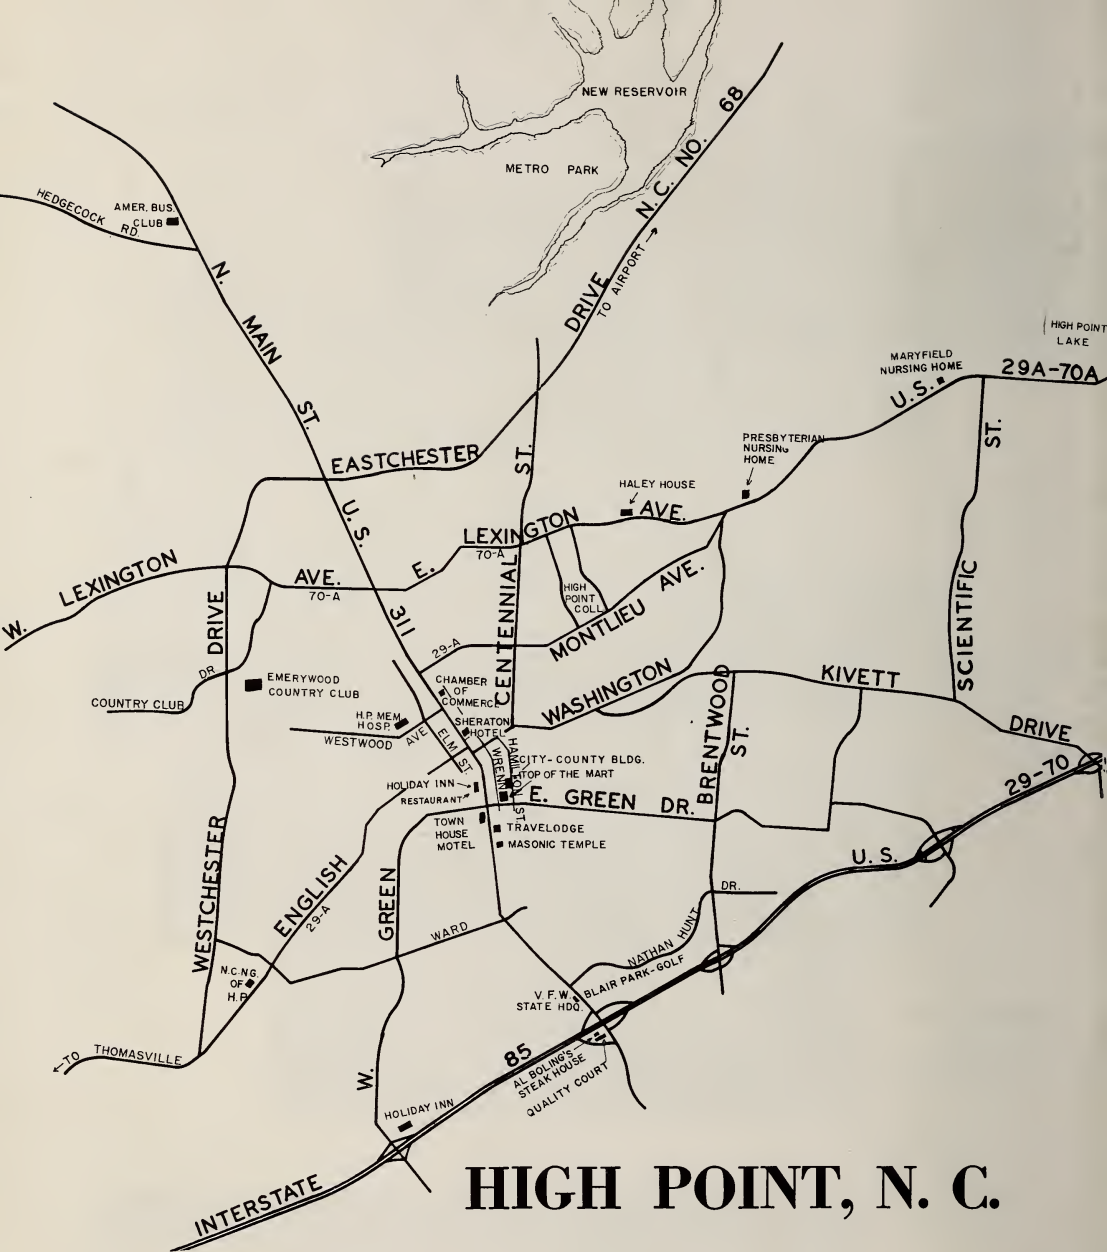 NEW RESERVOIR
METRO PARK
N.C. NO. 68
DRIVE
TO AIRPORT →
HEDGECOCK
RD.
AMER. BUS.
CLUB
N. MAIN ST.
HIGH POINT
LAKE
MARYFIELD
NURSING HOME
U.S. 29A-70A
PRESBYTERIAN
NURSING
HOME
HALEY HOUSE
EASTCHESTER
U.S. 311
CENTENNIAL ST.
W. LEXINGTON AVE.
70-A
E. LEXINGTON AVE.
70-A
HIGH
POINT
COLL
MONTLIEU AVE.
29-A
WASHINGTON
KIVETT DRIVE
SCIENTIFIC ST.
WESTCHESTER DRIVE
COUNTRY CLUB DR
EMERYWOOD
COUNTRY CLUB
CHAMBER
OF
COMMERCE
H.P. MEM.
HOSP.
WESTWOOD AVE
ELM ST.
SHERATON
HOTEL
WRENN
HAMILTON ST.
CITY-COUNTY BLDG.
TOP OF THE MART
HOLIDAY INN
RESTAURANT
E. GREEN DR.
BRENTWOOD ST.
TOWN
HOUSE
MOTEL
TRAVELODGE
MASONIC TEMPLE
29-70
U.S.
ENGLISH
29-A
W. GREEN
WARD
N.C.N.G.
OF
H.P.
NATHAN HUNT DR.
BLAIR PARK-GOLF
V.F.W.
STATE HDQ.
← TO THOMASVILLE
AL BOLING'S
STEAK HOUSE
QUALITY COURT
HOLIDAY INN
INTERSTATE 85
HIGH POINT, N. C.